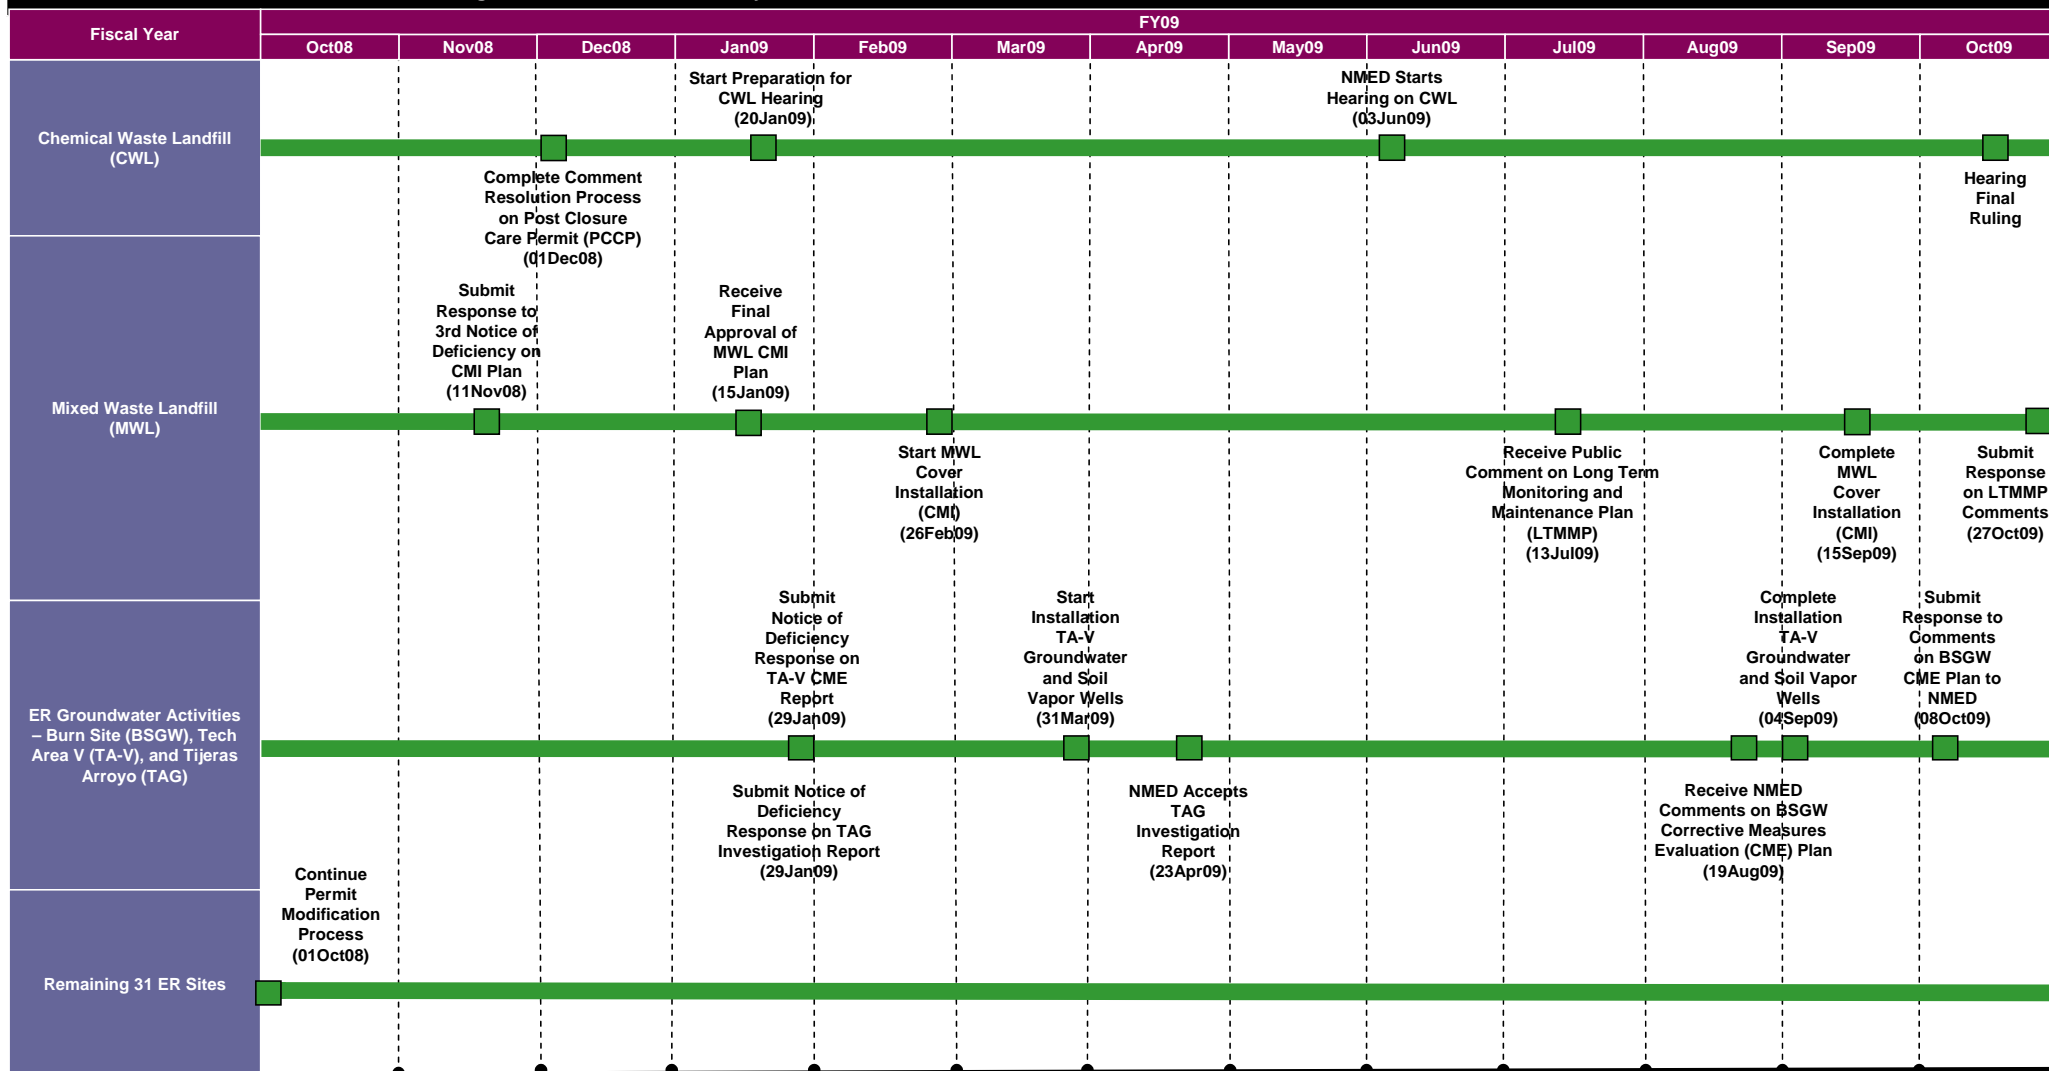 Fiscal Year
FY09
Oct08
Nov08
Dec08
Jan09
Feb09
Mar09
Apr09
May09
Jun09
Jul09
Aug09
Sep09
Oct09
Chemical Waste Landfill
(CWL)
Start Preparation for
CWL Hearing
(20Jan09)
NMED Starts
Hearing on CWL
(03Jun09)
Complete Comment
Resolution Process
on Post Closure
Care Permit (PCCP)
(01Dec08)
Hearing
Final
Ruling
Mixed Waste Landfill
(MWL)
Submit
Response to
3rd Notice of
Deficiency on
CMI Plan
(11Nov08)
Receive
Final
Approval of
MWL CMI
Plan
(15Jan09)
Start MWL
Cover
Installation
(CMI)
(26Feb09)
Receive Public
Comment on Long Term
Monitoring and
Maintenance Plan
(LTMMP)
(13Jul09)
Complete
MWL
Cover
Installation
(CMI)
(15Sep09)
Submit
Response
on LTMMP
Comments
(27Oct09)
ER Groundwater Activities
– Burn Site (BSGW), Tech
Area V (TA-V), and Tijeras
Arroyo (TAG)
Submit
Notice of
Deficiency
Response on
TA-V CME
Report
(29Jan09)
Start
Installation
TA-V
Groundwater
and Soil
Vapor Wells
(31Mar09)
Complete
Installation
TA-V
Groundwater
and Soil Vapor
Wells
(04Sep09)
Submit
Response to
Comments
on BSGW
CME Plan to
NMED
(08Oct09)
Submit Notice of
Deficiency
Response on TAG
Investigation Report
(29Jan09)
NMED Accepts
TAG
Investigation
Report
(23Apr09)
Receive NMED
Comments on BSGW
Corrective Measures
Evaluation (CME) Plan
(19Aug09)
Remaining 31 ER Sites
Continue
Permit
Modification
Process
(01Oct08)